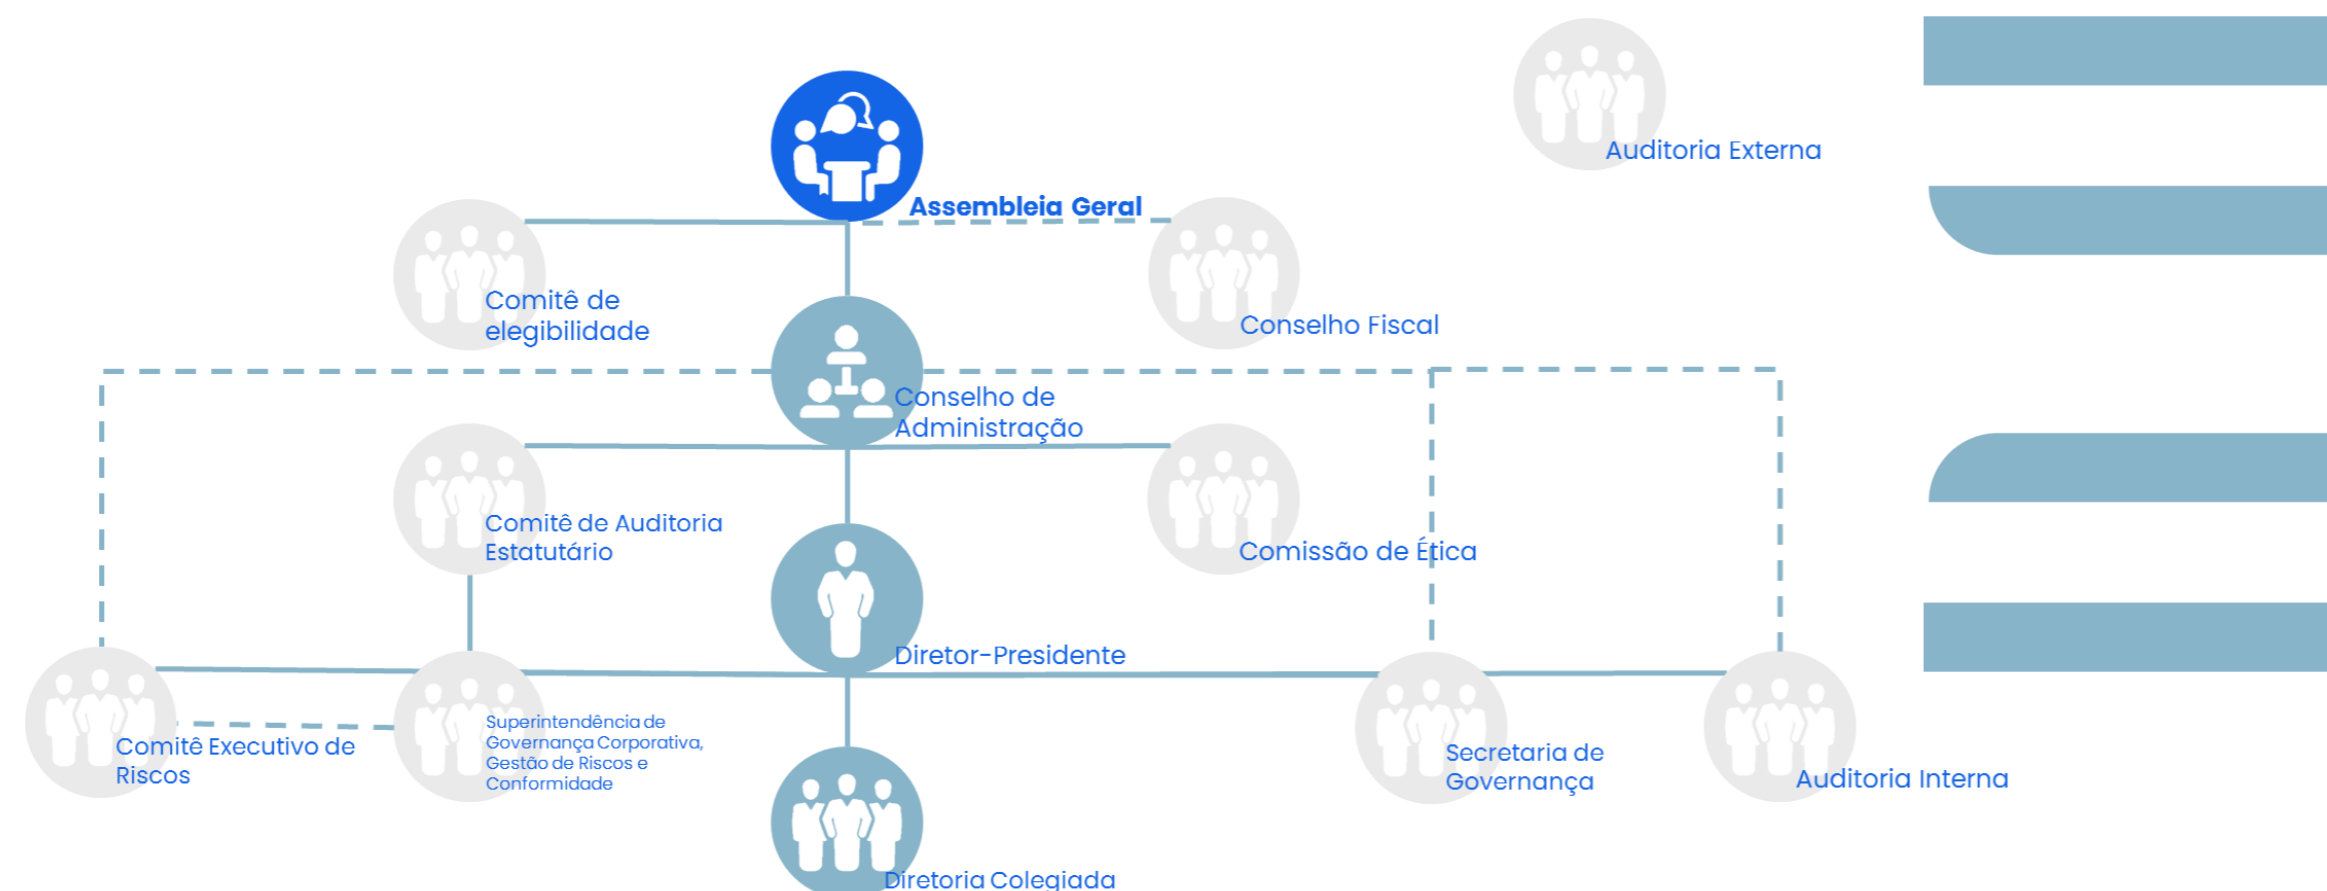 Auditoria Externa
Assembleia Geral
Comitê de
elegibilidade
Conselho Fiscal
Conselho de
Administração
Comitê de Auditoria
Estatutário
Comissão de Ética
Diretor-Presidente
Comitê Executivo de
Riscos
Superintendência de
Governança Corporativa,
Gestão de Riscos e
Conformidade
Secretaria de
Governança
Auditoria Interna
Diretoria Colegiada